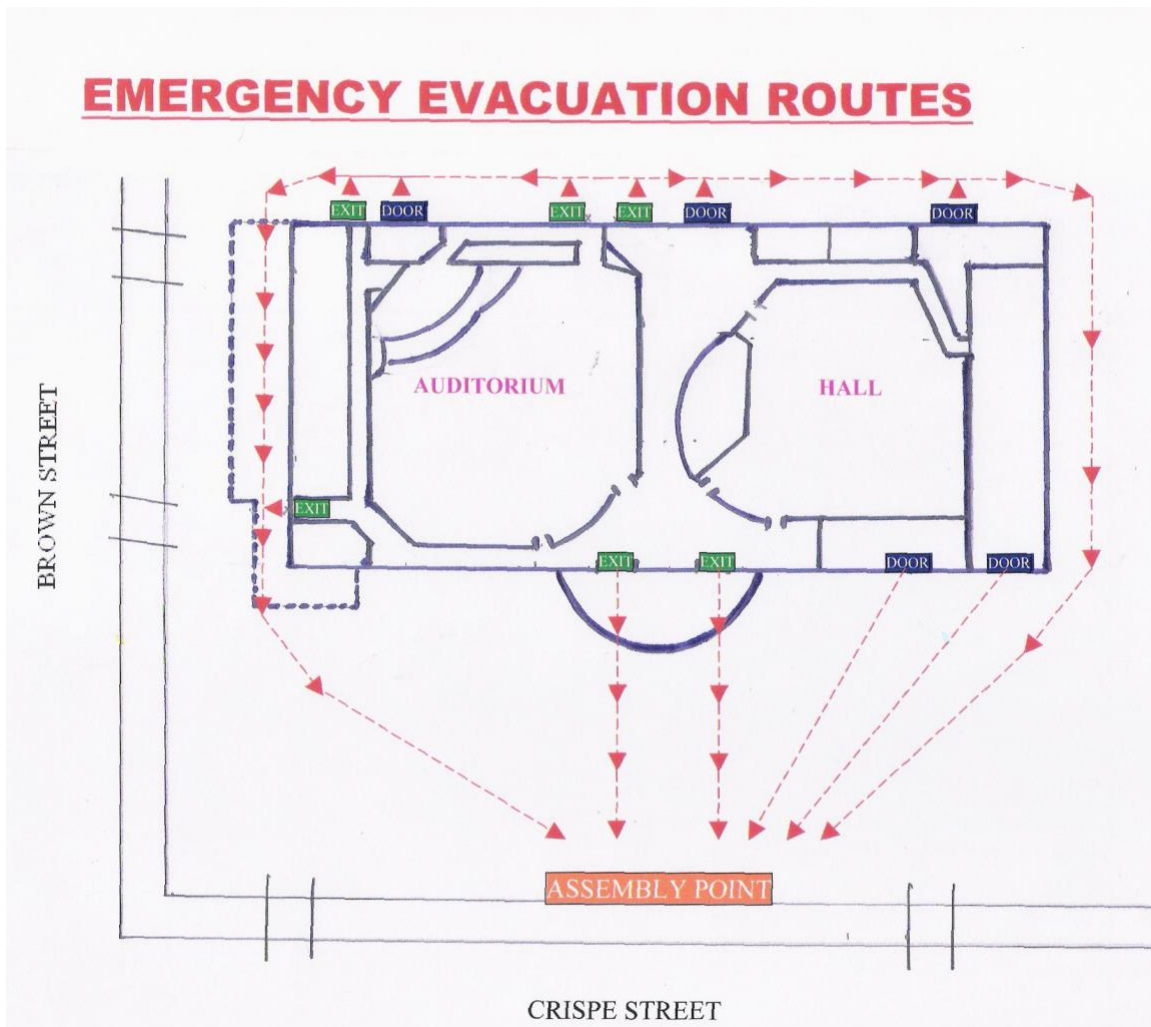 EMERGENCY EVACUATION ROUTES
EXIT DOOR EXIT EXIT DOOR DOOR
AUDITORIUM HALL
BROWN STREET
EXIT
EXIT EXIT DOOR DOOR
ASSEMBLY POINT
CRISPE STREET